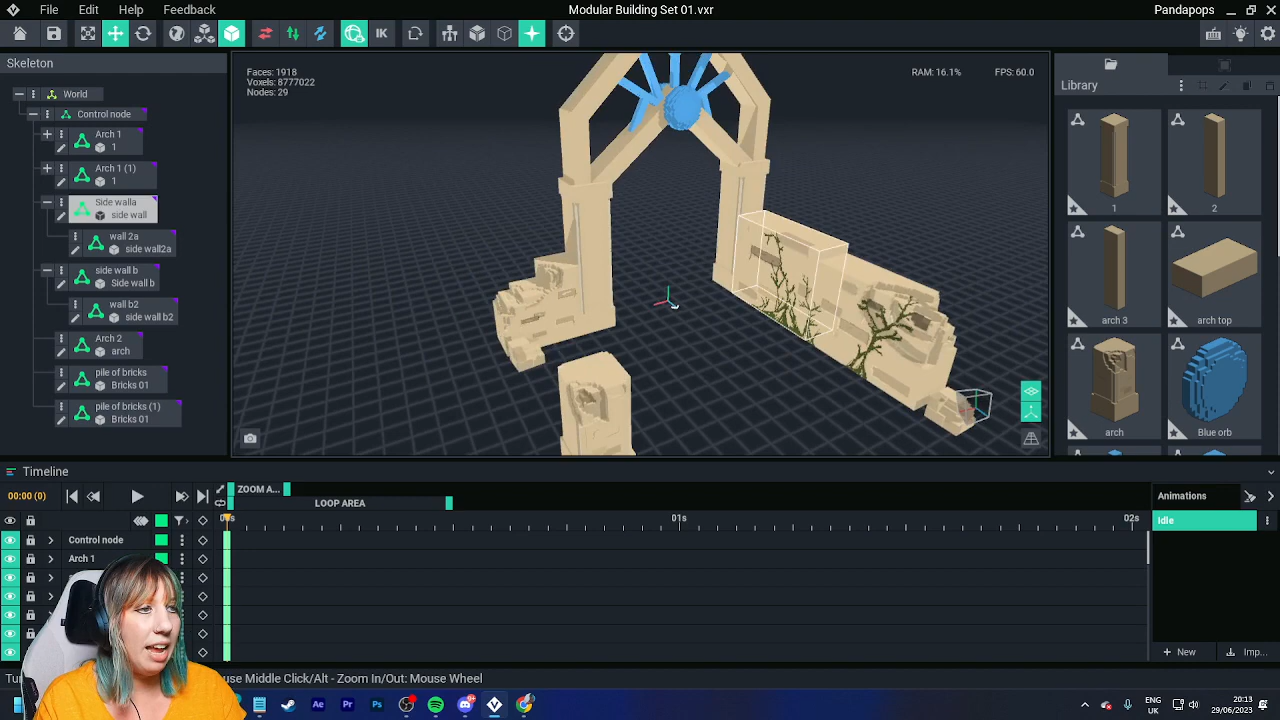 File Edit Help Feedback
Modular Building Set 01.vxr
Pandapops
IK
Skeleton
World
Control node
Arch 1
1
Arch 1 (1)
1
Side walla
side wall
wall 2a
side wall2a
side wall b
Side wall b
wall b2
side wall b2
Arch 2
arch
pile of bricks
Bricks 01
pile of bricks (1)
Bricks 01
Faces: 1918
Voxels: 8777022
Nodes: 29
RAM: 16.1%
FPS: 60.0
Library
1
2
arch 3
arch top
arch
Blue orb
Timeline
00:00 (0)
ZOOM A...
LOOP AREA
01s
02s
Control node
Arch 1
Animations
Idle
New
Imp...
use Middle Click/Alt - Zoom In/Out: Mouse Wheel
Ae
Pr
Ps
ENG
UK
20:13
29/06/2023